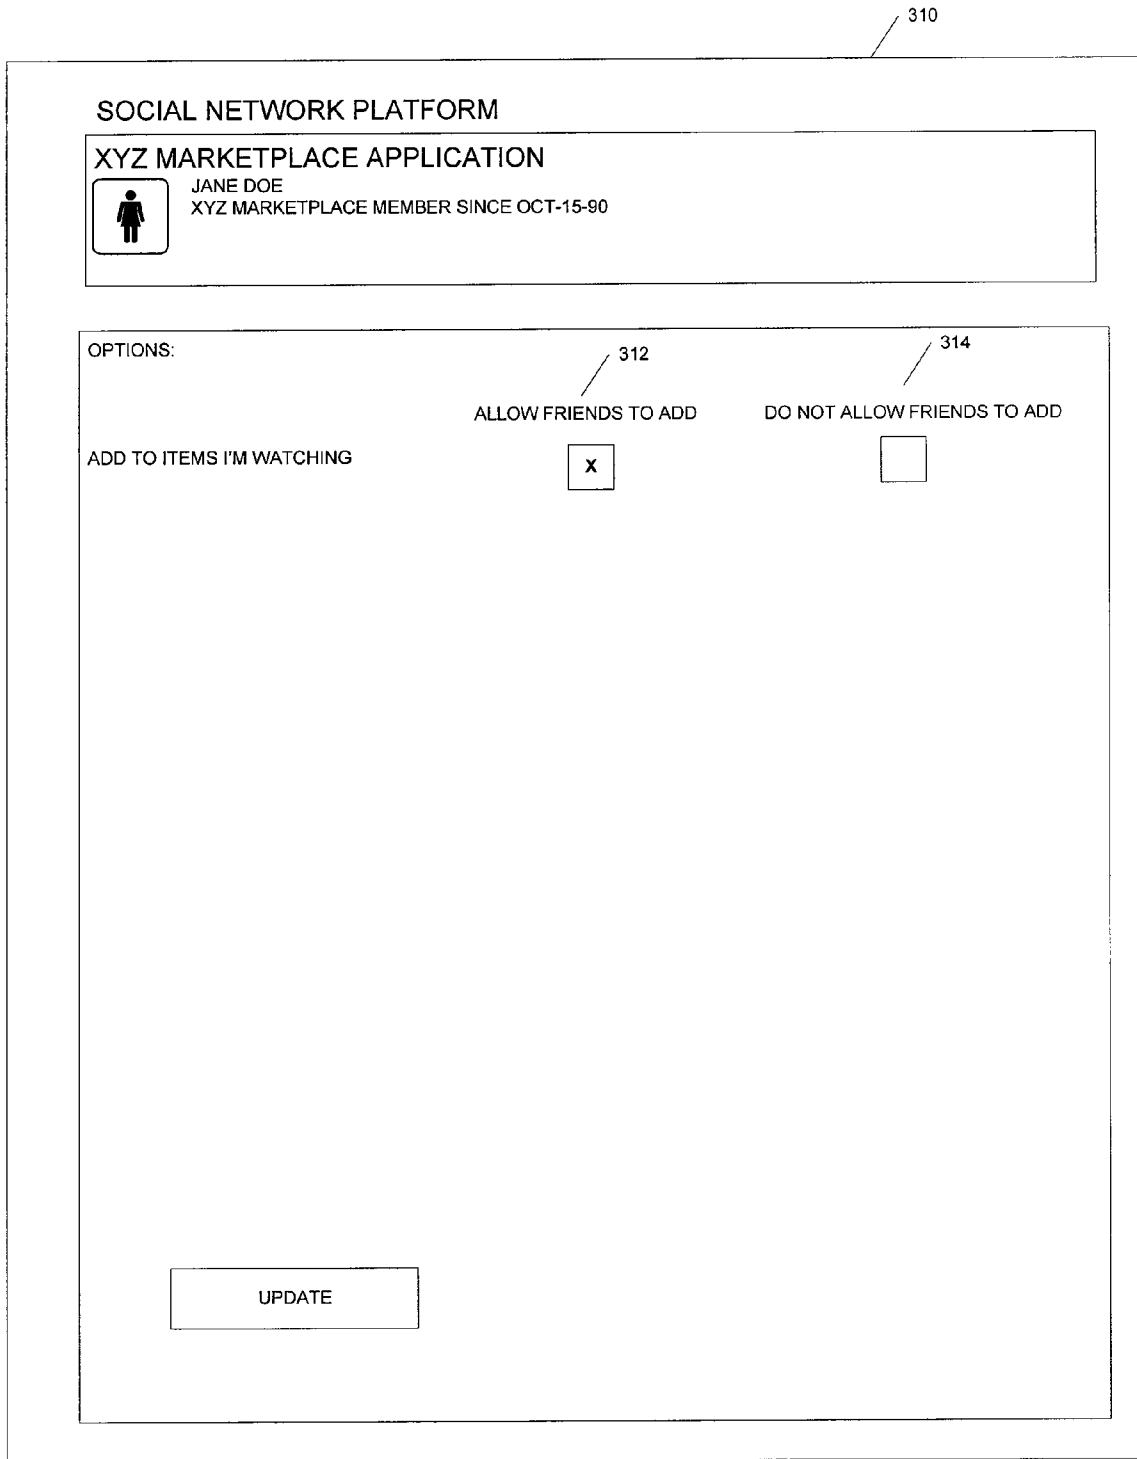 310
SOCIAL NETWORK PLATFORM
XYZ MARKETPLACE APPLICATION
JANE DOE
XYZ MARKETPLACE MEMBER SINCE OCT-15-90
OPTIONS:
312
314
ALLOW FRIENDS TO ADD
DO NOT ALLOW FRIENDS TO ADD
ADD TO ITEMS I'M WATCHING
X
UPDATE